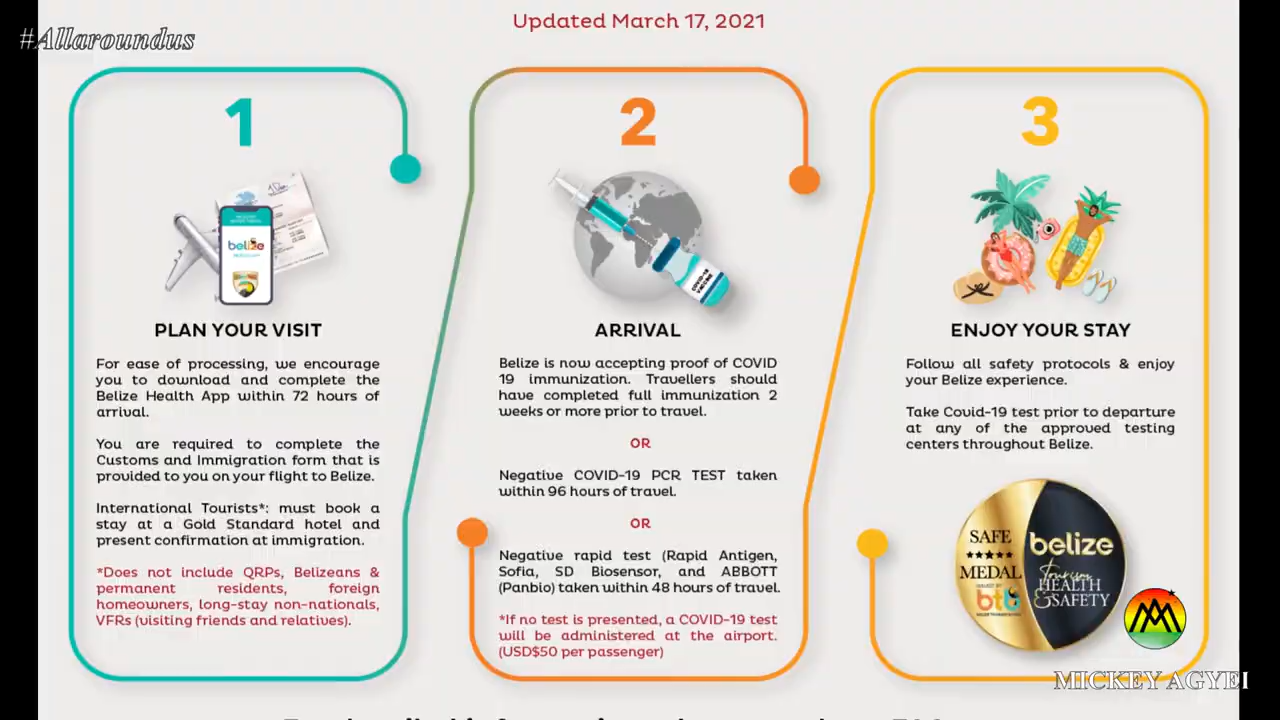 Updated March 17, 2021
#Allaroundus
1
belize
PLAN YOUR VISIT
For ease of processing, we encourage
you to download and complete the
Belize Health App within 72 hours of
arrival.
You are required to complete the
Customs and Immigration form that is
provided to you on your flight to Belize.
International Tourists*: must book a
stay at a Gold Standard hotel and
present confirmation at immigration.
*Does not include QRPs, Belizeans &
permanent residents, foreign
homeowners, long-stay non-nationals,
VFRs (visiting friends and relatives).
2
COVID-19
VACCINE
ARRIVAL
Belize is now accepting proof of COVID
19 immunization. Travellers should
have completed full immunization 2
weeks or more prior to travel.
OR
Negative COVID-19 PCR TEST taken
within 96 hours of travel.
OR
Negative rapid test (Rapid Antigen,
Sofia, SD Biosensor, and ABBOTT
(Panbio) taken within 48 hours of travel.
*If no test is presented, a COVID-19 test
will be administered at the airport.
(USD$50 per passenger)
3
ENJOY YOUR STAY
Follow all safety protocols & enjoy
your Belize experience.
Take Covid-19 test prior to departure
at any of the approved testing
centers throughout Belize.
SAFE
MEDAL
btb
belize
Tourism
HEALTH
& SAFETY
MICKEY AGYEI